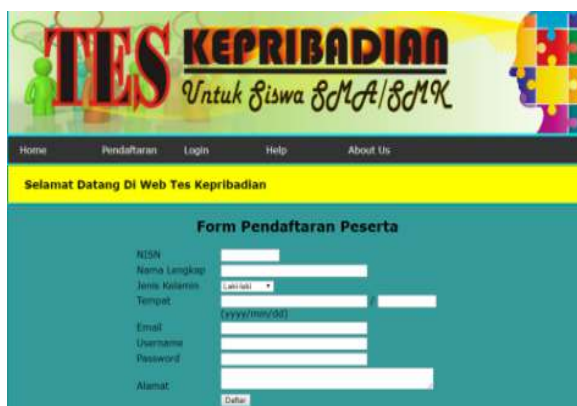 TES KEPRIBADIAN
Untuk Siswa SMA/SMK
Home Pendaftaran Login Help About Us
Selamat Datang Di Web Tes Kepribadian
Form Pendaftaran Peserta
NISN
Nama Lengkap
Jenis Kelamin Laki-laki
Tempat /
(yyyy/mm/dd)
Email
Username
Password
Alamat
Daftar